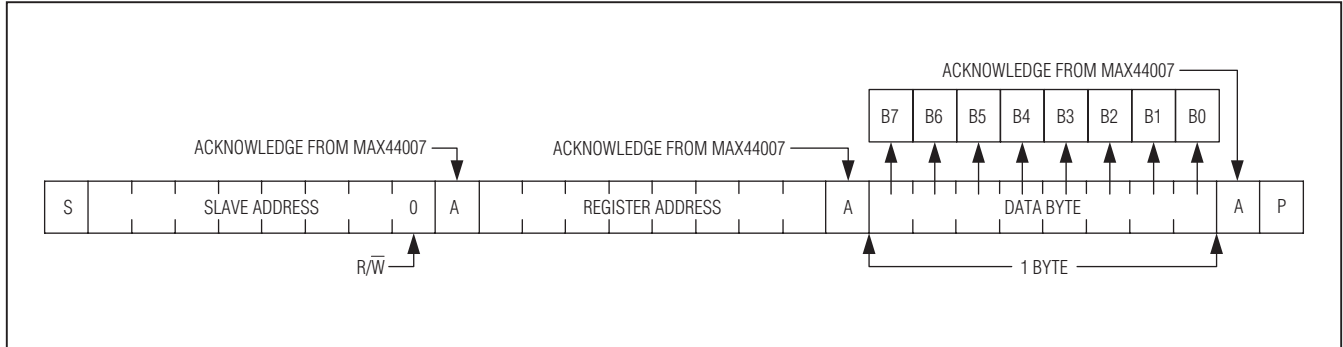 ACKNOWLEDGE FROM MAX44007
B7 B6 B5 B4 B3 B2 B1 B0
ACKNOWLEDGE FROM MAX44007 ACKNOWLEDGE FROM MAX44007
S SLAVE ADDRESS 0 A REGISTER ADDRESS A DATA BYTE A P
R/W̅ 1 BYTE